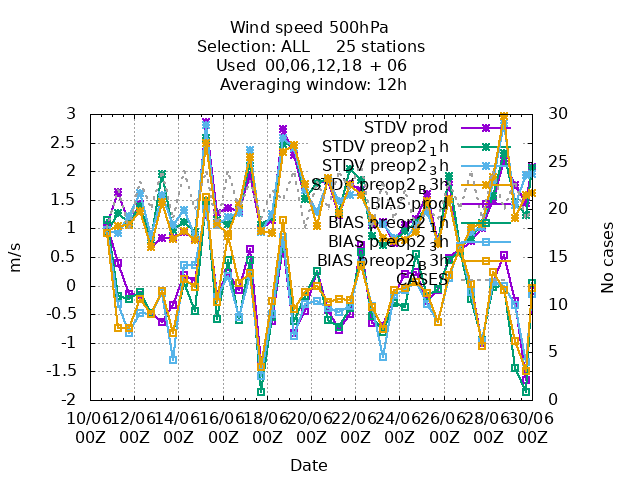 Wind speed 500hPa
Selection: ALL 25 stations
Used 00,06,12,18 + 06
Averaging window: 12h
3
2.5
2
1.5
1
0.5
0
-0.5
-1
-1.5
-2
30
25
20
15
10
5
0
m/s
No cases
STDV prod
STDV preop2_1h
STDV preop2_3h
STDV preop2_B_3h
BIAS prod
BIAS preop2_1h
BIAS preop2_3h
BIAS preop2_B_3h
CASES
10/06 12/06 14/06 16/06 18/06 20/06 22/06 24/06 26/06 28/06 30/06
00Z 00Z 00Z 00Z 00Z 00Z 00Z 00Z 00Z 00Z 00Z
Date